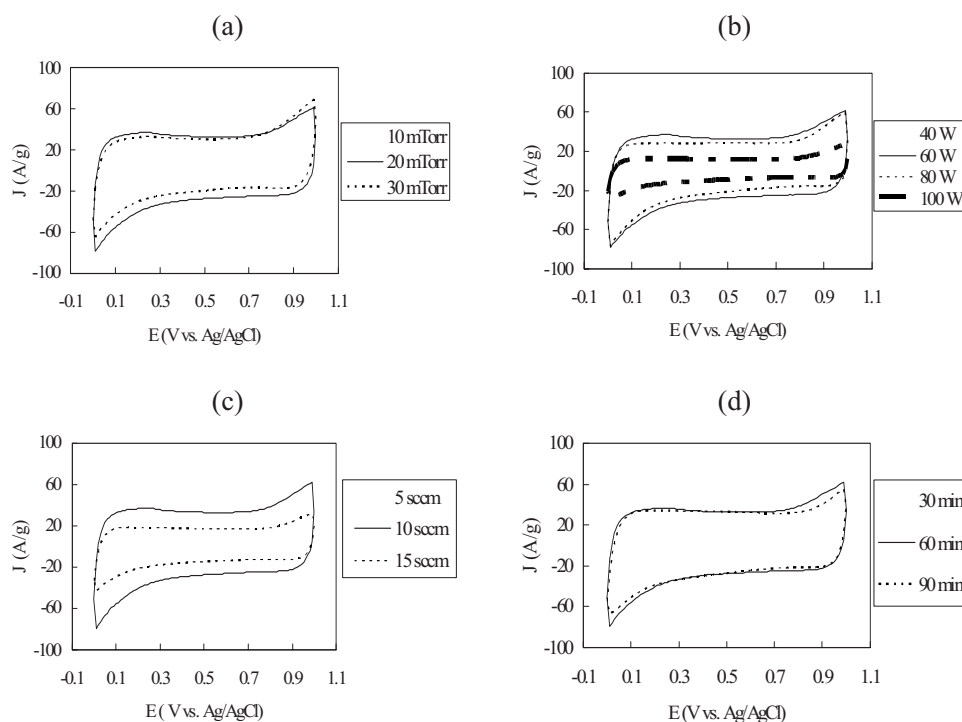 (a)
100
60
20
-20
-60
-100
J (A/g)
-0.1 0.1 0.3 0.5 0.7 0.9 1.1
E (V vs. Ag/AgCl)
10 mTorr
20 mTorr
30 mTorr
(b)
100
60
20
-20
-60
-100
J (A/g)
-0.1 0.1 0.3 0.5 0.7 0.9 1.1
E (V vs. Ag/AgCl)
40 W
60 W
80 W
100 W
(c)
100
60
20
-20
-60
-100
J (A/g)
-0.1 0.1 0.3 0.5 0.7 0.9 1.1
E ( V vs. Ag/AgCl)
5 sccm
10 sccm
15 sccm
(d)
100
60
20
-20
-60
-100
J (A/g)
-0.1 0.1 0.3 0.5 0.7 0.9 1.1
E (V vs. Ag/AgCl)
30 min
60 min
90 min